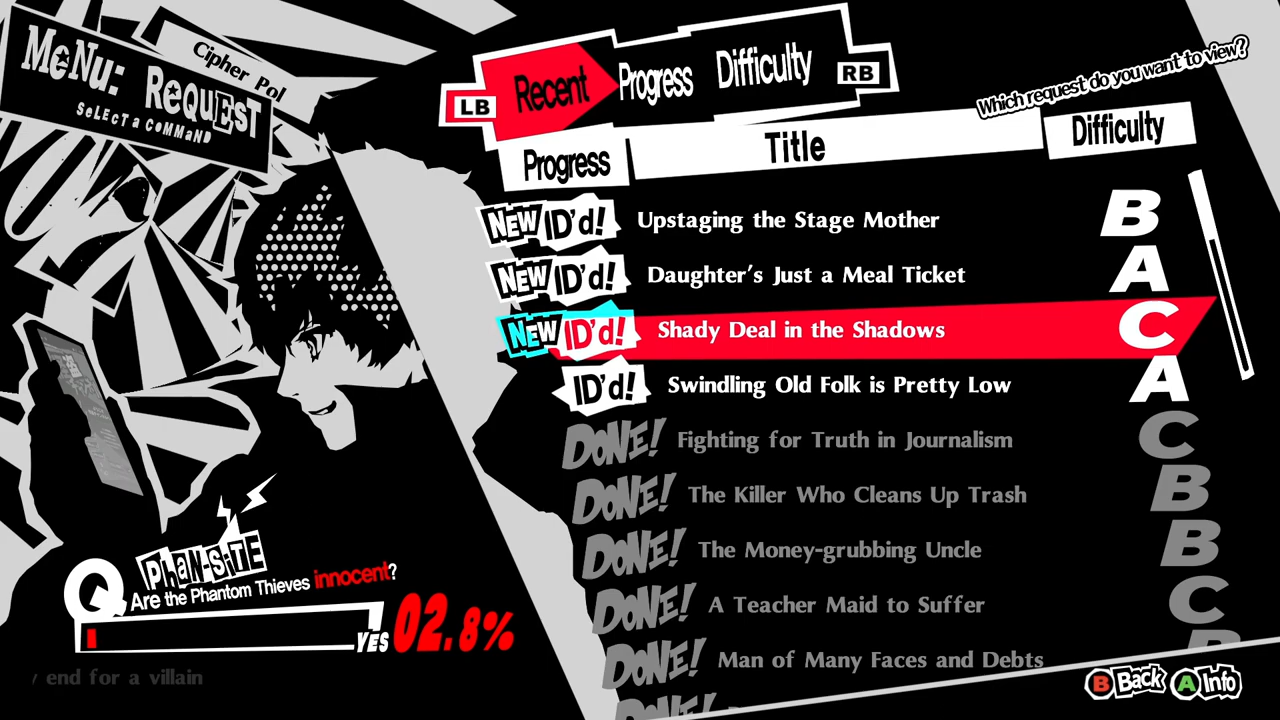 MeNu: RequEsT
SeLEcT a CoMMaND
Cipher Pol
LB
Recent
Progress
Difficulty
RB
Which request do you want to view?
Progress
Title
Difficulty
NEW ID'd! Upstaging the Stage Mother B
NEW ID'd! Daughter's Just a Meal Ticket A
NEW ID'd! Shady Deal in the Shadows C
ID'd! Swindling Old Folk is Pretty Low A
DONE! Fighting for Truth in Journalism C
DONE! The Killer Who Cleans Up Trash B
DONE! The Money-grubbing Uncle B
DONE! A Teacher Maid to Suffer C
DONE! Man of Many Faces and Debts B
PhaN-SiTE
Q Are the Phantom Thieves innocent?
YES 02.8%
end for a villain
B Back A Info